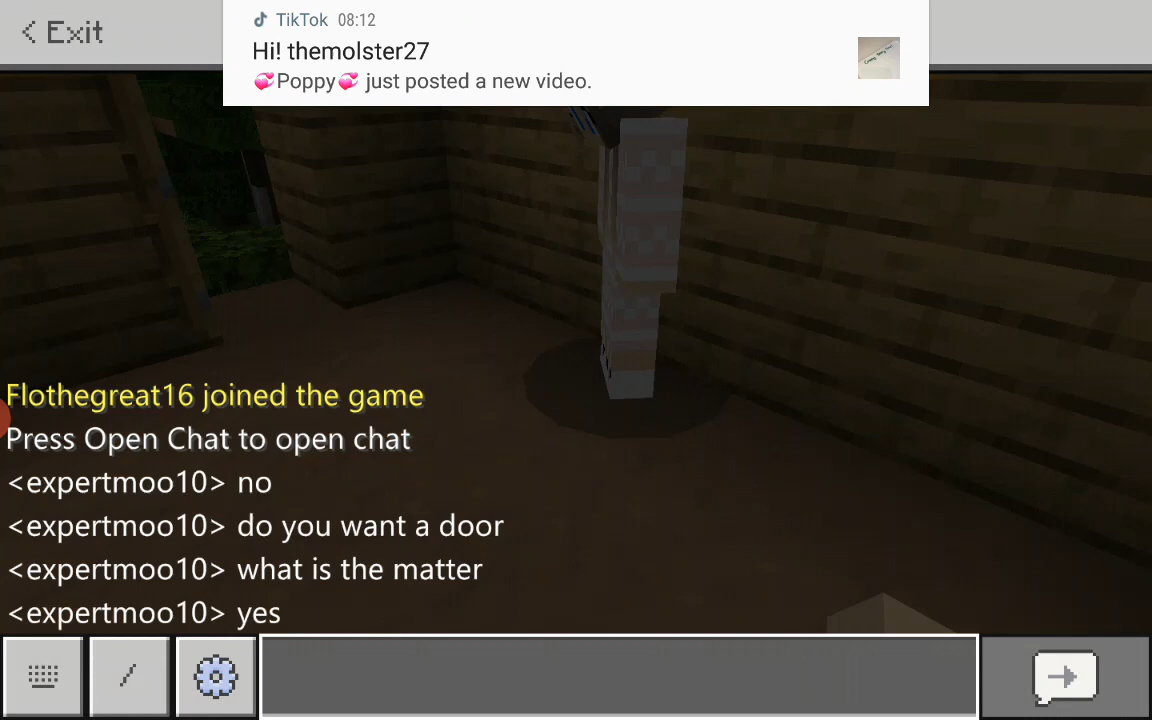 < Exit
TikTok 08:12
Hi! themolster27
💞Poppy💞 just posted a new video.
Flothegreat16 joined the game
Press Open Chat to open chat
<expertmoo10> no
<expertmoo10> do you want a door
<expertmoo10> what is the matter
<expertmoo10> yes
/